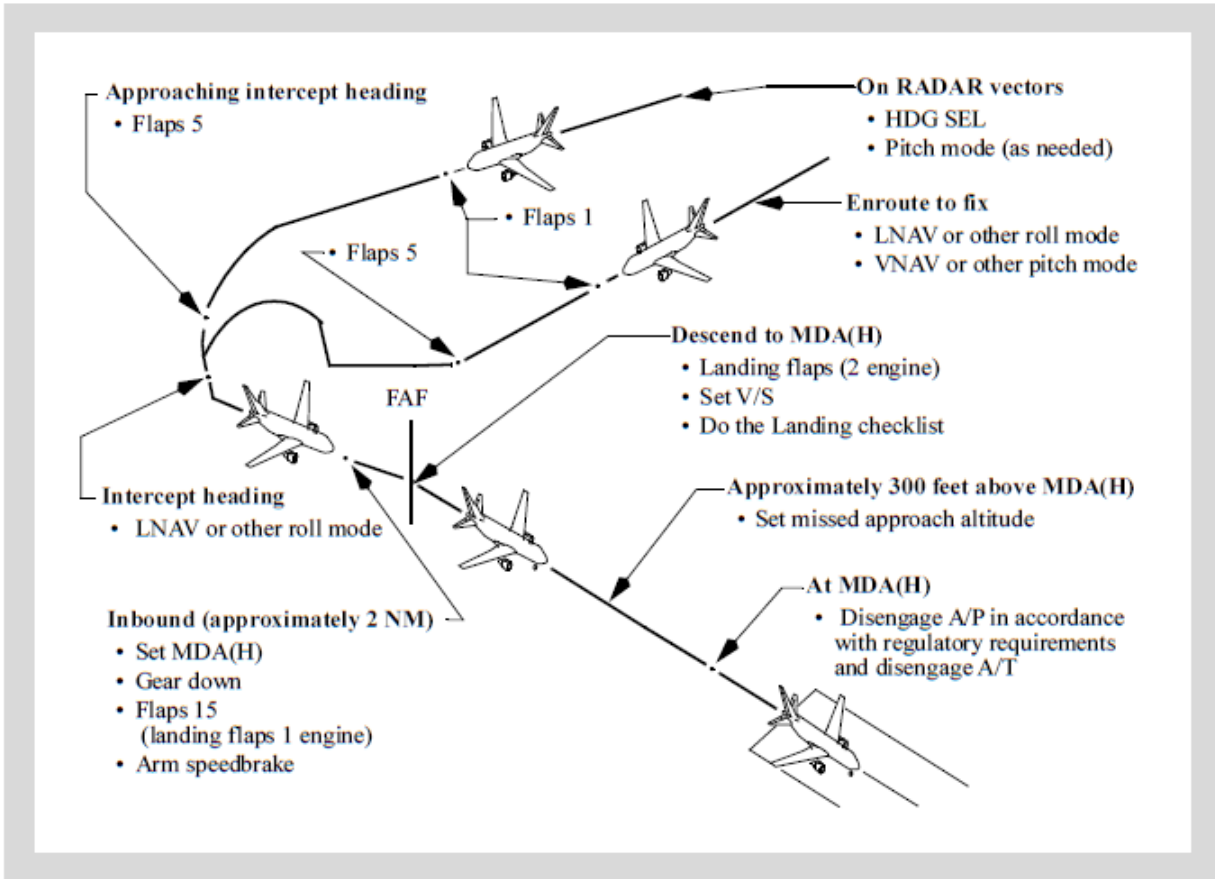 Approaching intercept heading
• Flaps 5
On RADAR vectors
• HDG SEL
• Pitch mode (as needed)
• Flaps 1
Enroute to fix
• LNAV or other roll mode
• VNAV or other pitch mode
• Flaps 5
Descend to MDA(H)
• Landing flaps (2 engine)
• Set V/S
• Do the Landing checklist
FAF
Intercept heading
• LNAV or other roll mode
Approximately 300 feet above MDA(H)
• Set missed approach altitude
Inbound (approximately 2 NM)
• Set MDA(H)
• Gear down
• Flaps 15
(landing flaps 1 engine)
• Arm speedbrake
At MDA(H)
• Disengage A/P in accordance
with regulatory requirements
and disengage A/T